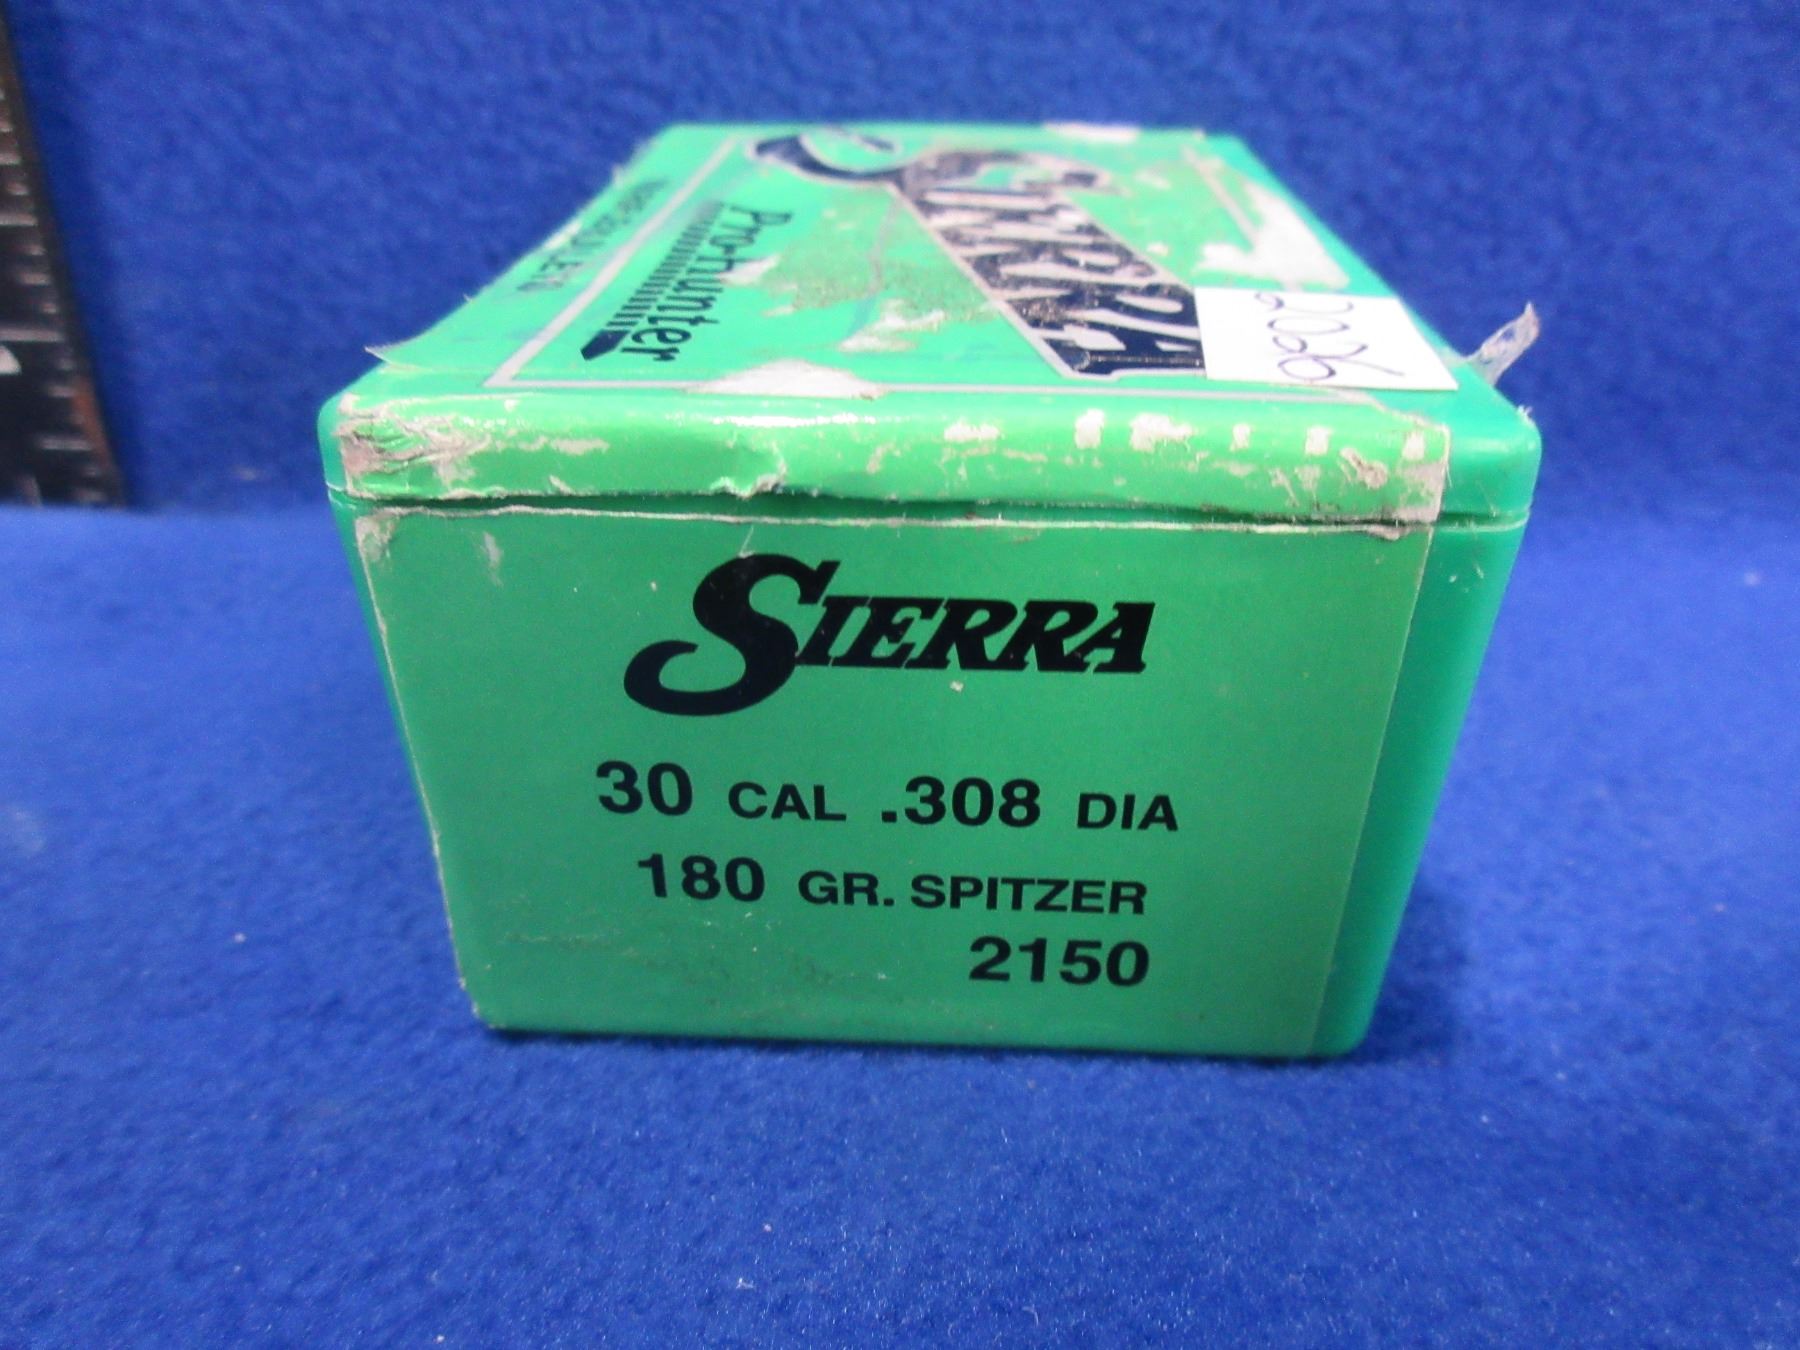 SIERRA
Pro-Hunter
SIERRA
30 CAL .308 DIA
180 GR. SPITZER
2150